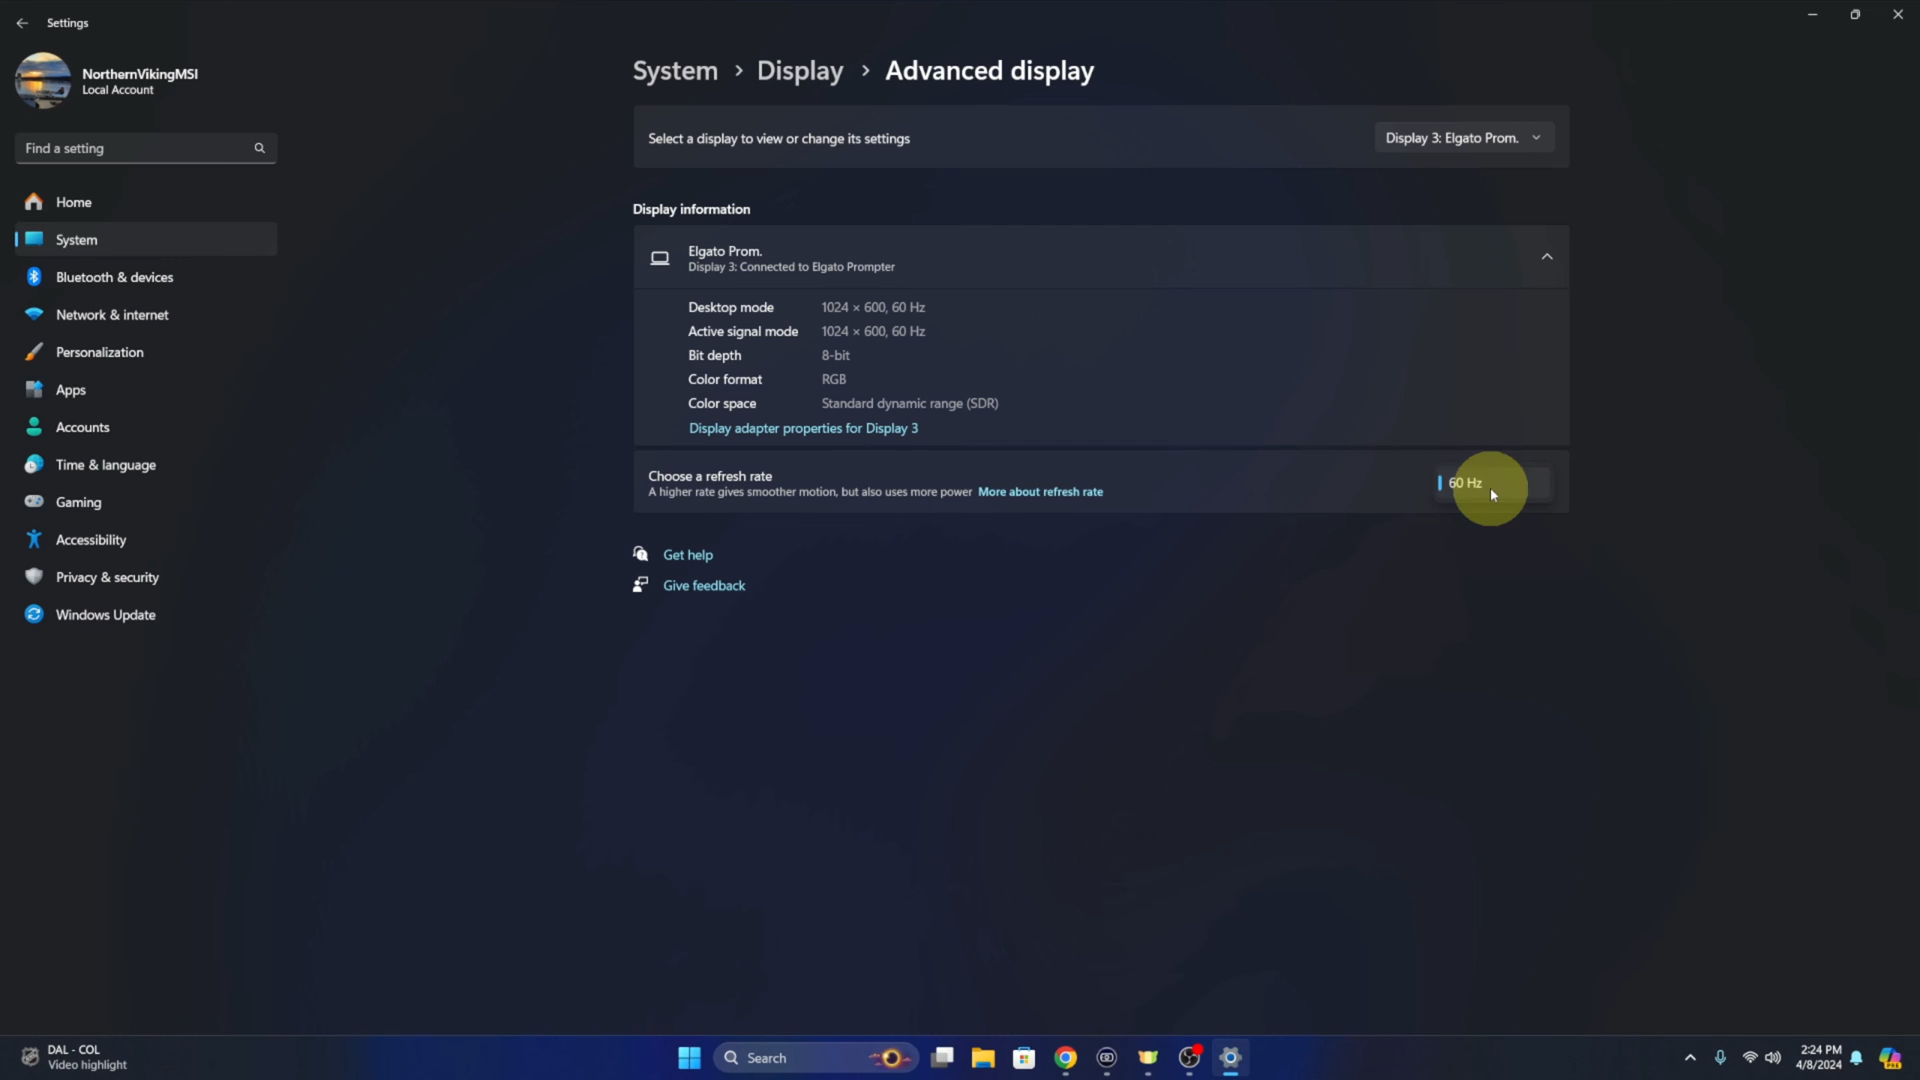 Settings
NorthernVikingMSI
Local Account
Find a setting
Home
System
Bluetooth & devices
Network & internet
Personalization
Apps
Accounts
Time & language
Gaming
Accessibility
Privacy & security
Windows Update
System > Display > Advanced display
Select a display to view or change its settings
Display 3: Elgato Prom.
Display information
Elgato Prom.
Display 3: Connected to Elgato Prompter
Desktop mode 1024 × 600, 60 Hz
Active signal mode 1024 × 600, 60 Hz
Bit depth 8-bit
Color format RGB
Color space Standard dynamic range (SDR)
Display adapter properties for Display 3
Choose a refresh rate
A higher rate gives smoother motion, but also uses more power More about refresh rate
60 Hz
Get help
Give feedback
DAL - COL
Video highlight
Search
2:24 PM
4/8/2024
PRE